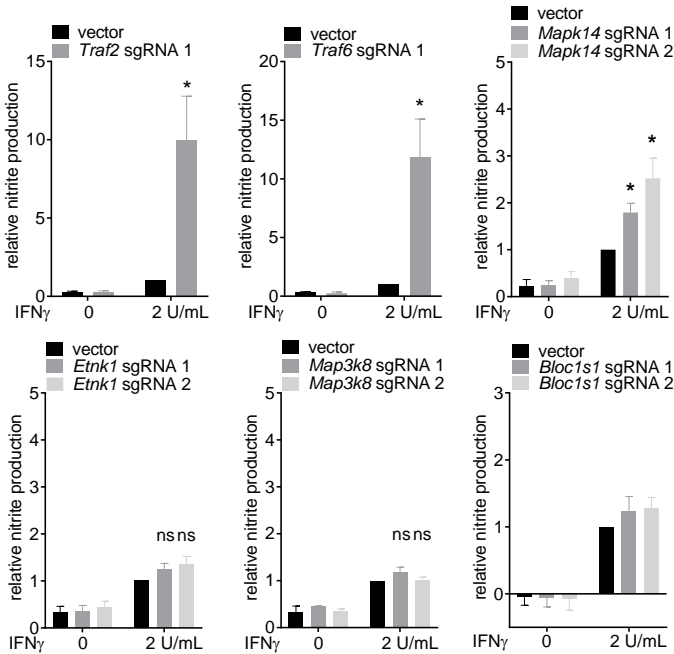 vector
Traf2 sgRNA 1
relative nitrite production
15
10
5
0
*
IFNγ 0 2 U/mL
vector
Traf6 sgRNA 1
relative nitrite production
20
15
10
5
0
*
IFNγ 0 2 U/mL
vector
Mapk14 sgRNA 1
Mapk14 sgRNA 2
relative nitrite production
5
4
3
2
1
0
* *
IFNγ 0 2 U/mL
vector
Etnk1 sgRNA 1
Etnk1 sgRNA 2
relative nitrite production
5
4
3
2
1
0
ns ns
IFNγ 0 2 U/mL
vector
Map3k8 sgRNA 1
Map3k8 sgRNA 2
relative nitrite production
5
4
3
2
1
0
ns ns
IFNγ 0 2 U/mL
vector
Bloc1s1 sgRNA 1
Bloc1s1 sgRNA 2
relative nitrite production
3
2
1
0
IFNγ 0 2 U/mL